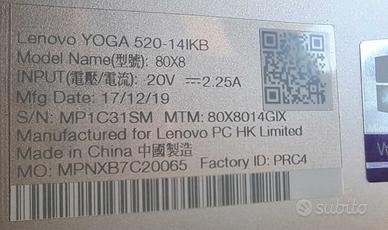 Lenovo YOGA 520-14IKB
Model Name(型號): 80X8
INPUT(電壓/電流): 20V ⎓2.25A
Mfg Date: 17/12/19
S/N: MP1C31SM MTM: 80X8014GIX
Manufactured for Lenovo PC HK Limited
Made in China 中國製造
MO: MPNXB7C20065 Factory ID: PRC4
subito